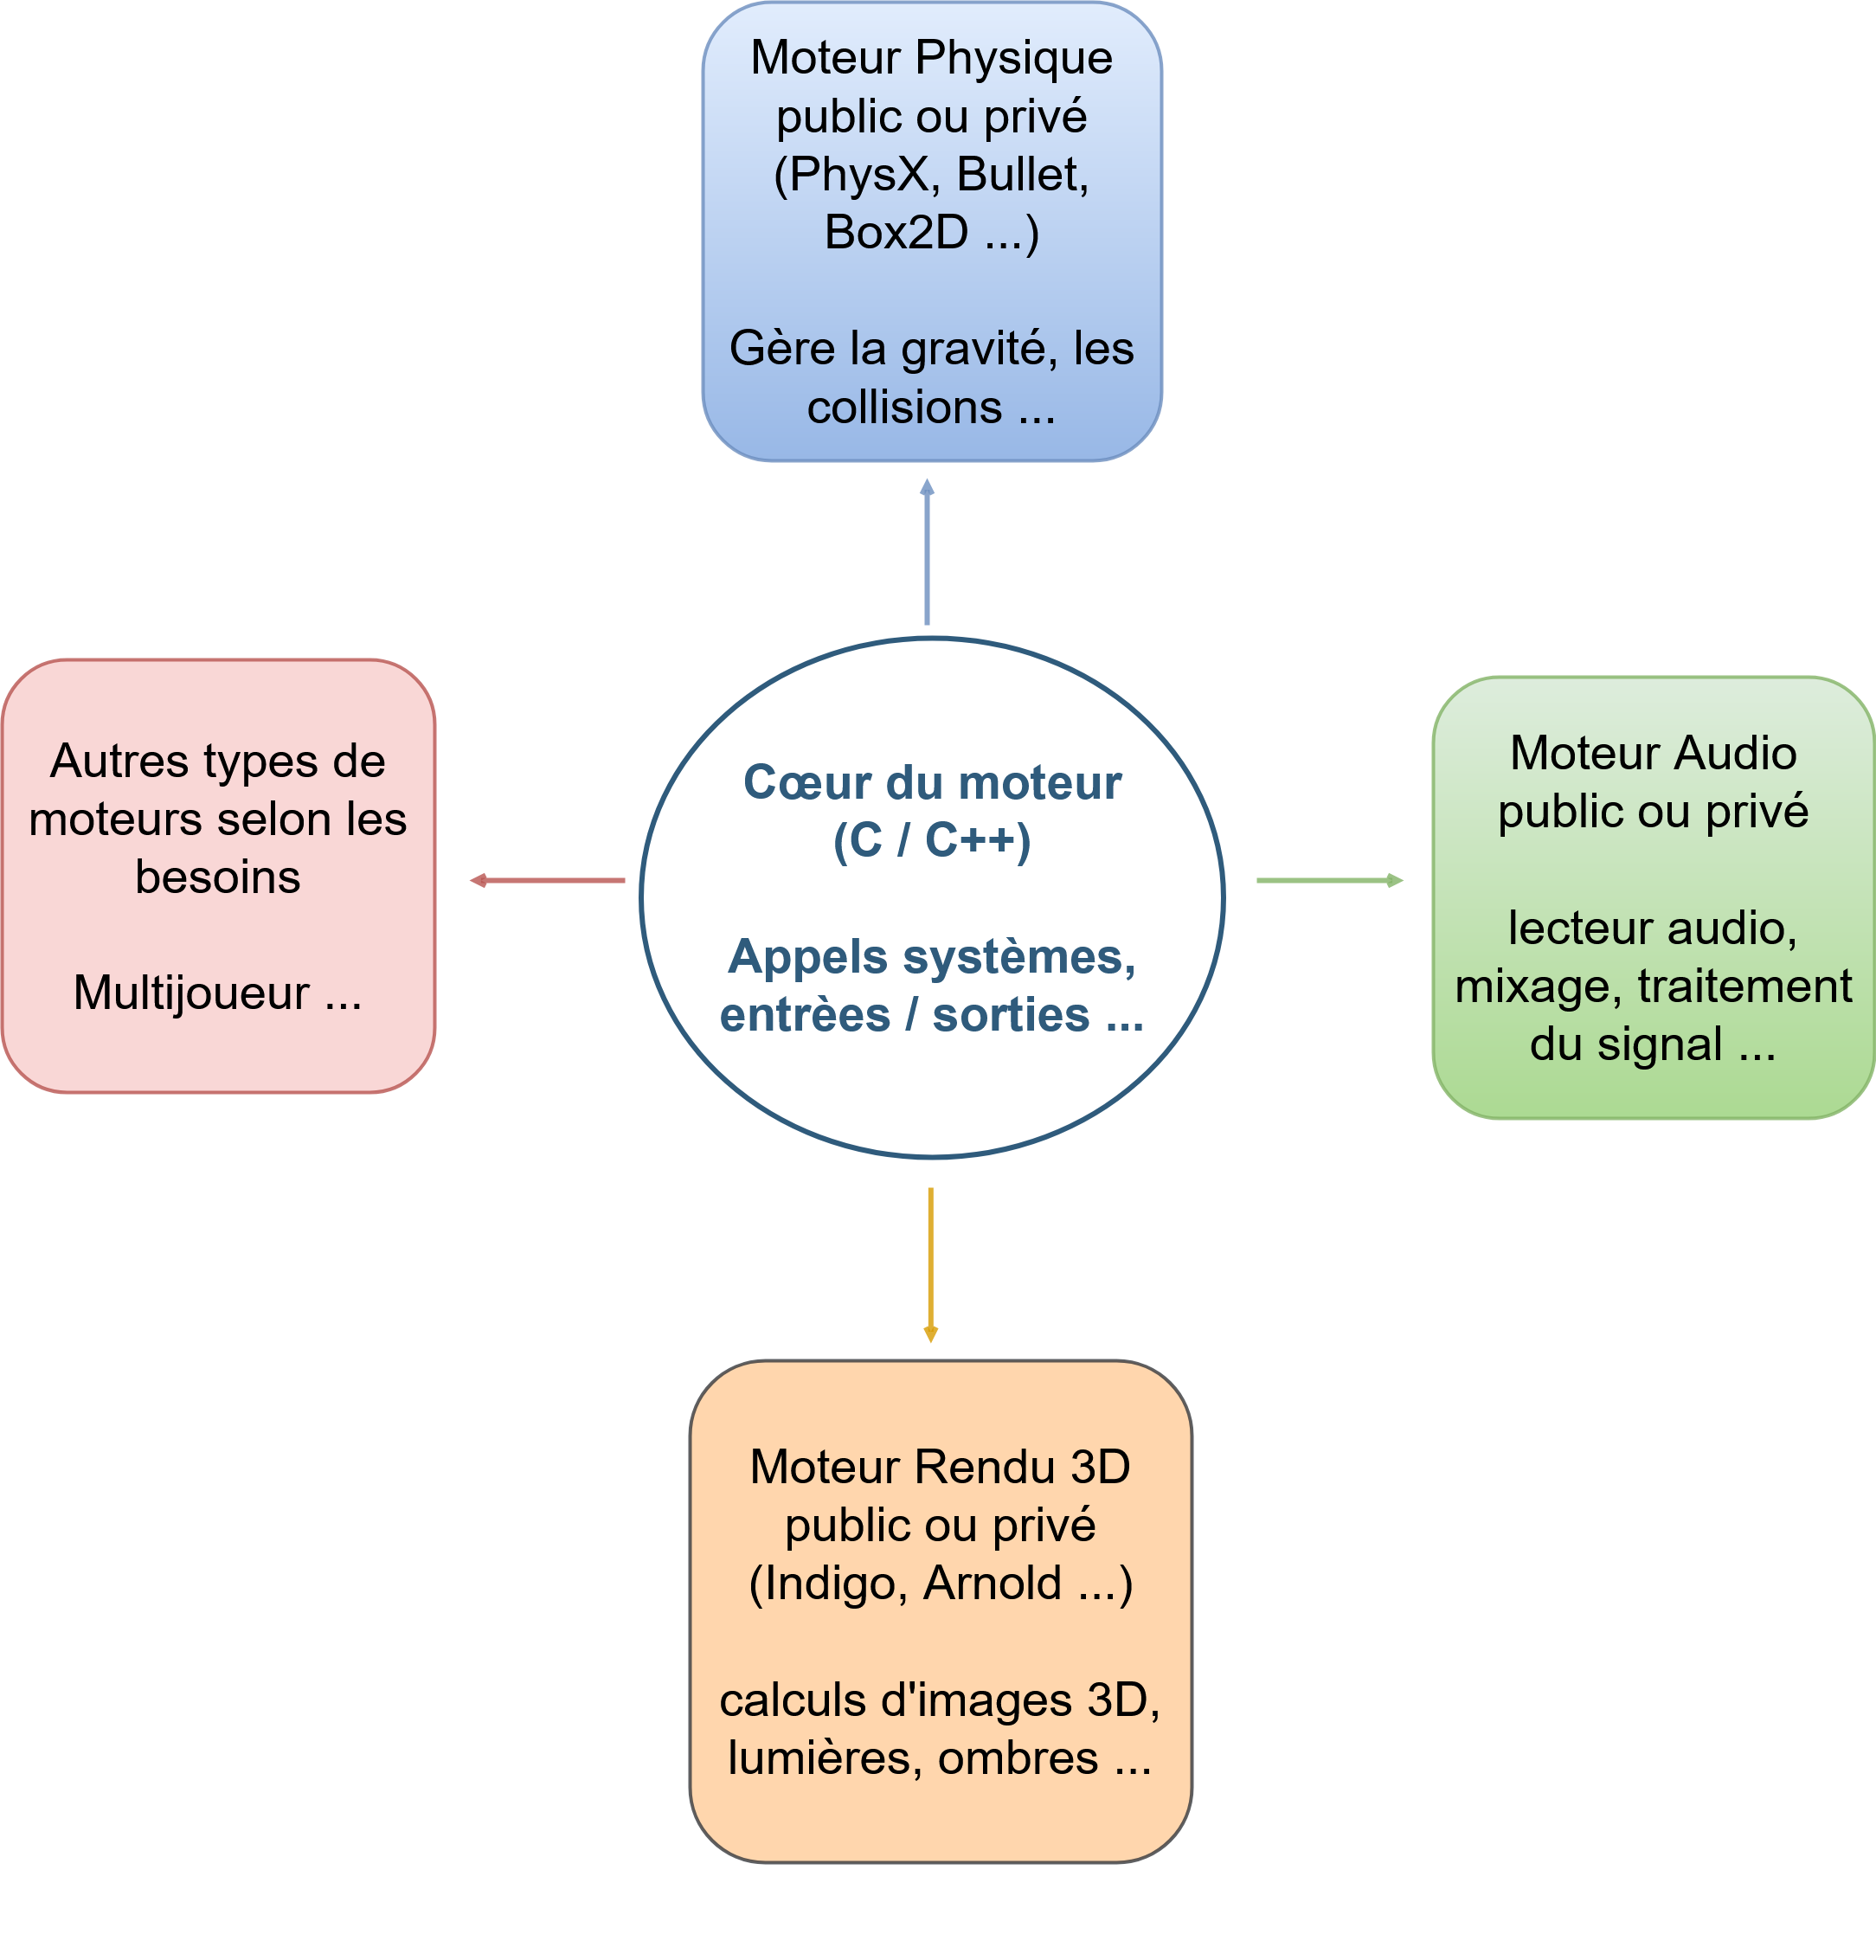 Moteur Physique
public ou privé
(PhysX, Bullet,
Box2D ...)
Gère la gravité, les
collisions ...
Autres types de
moteurs selon les
besoins
Multijoueur ...
Cœur du moteur
(C / C++)
Appels systèmes,
entrèes / sorties ...
Moteur Audio
public ou privé
lecteur audio,
mixage, traitement
du signal ...
Moteur Rendu 3D
public ou privé
(Indigo, Arnold ...)
calculs d'images 3D,
lumières, ombres ...